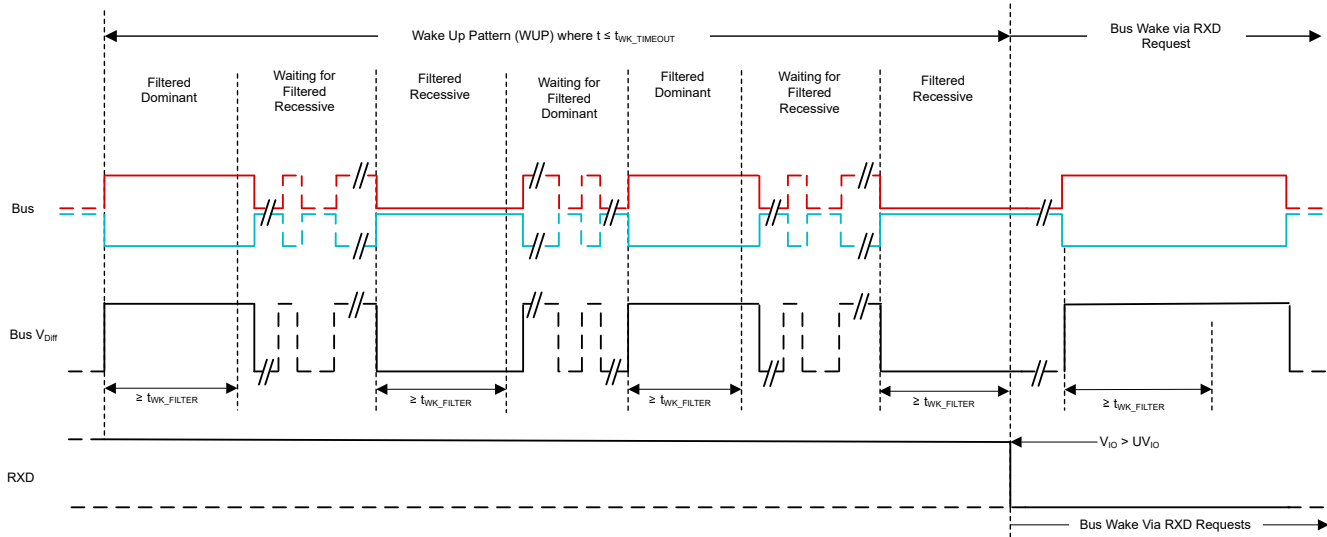 Wake Up Pattern (WUP) where t ≤ tWK_TIMEOUT
Bus Wake via RXD
Request
Filtered
Dominant
Waiting for
Filtered
Recessive
Filtered
Recessive
Waiting for
Filtered
Dominant
Filtered
Dominant
Waiting for
Filtered
Recessive
Filtered
Recessive
Bus
Bus VDiff
≥ tWK_FILTER
≥ tWK_FILTER
≥ tWK_FILTER
≥ tWK_FILTER
≥ tWK_FILTER
VIO > UVIO
RXD
Bus Wake Via RXD Requests